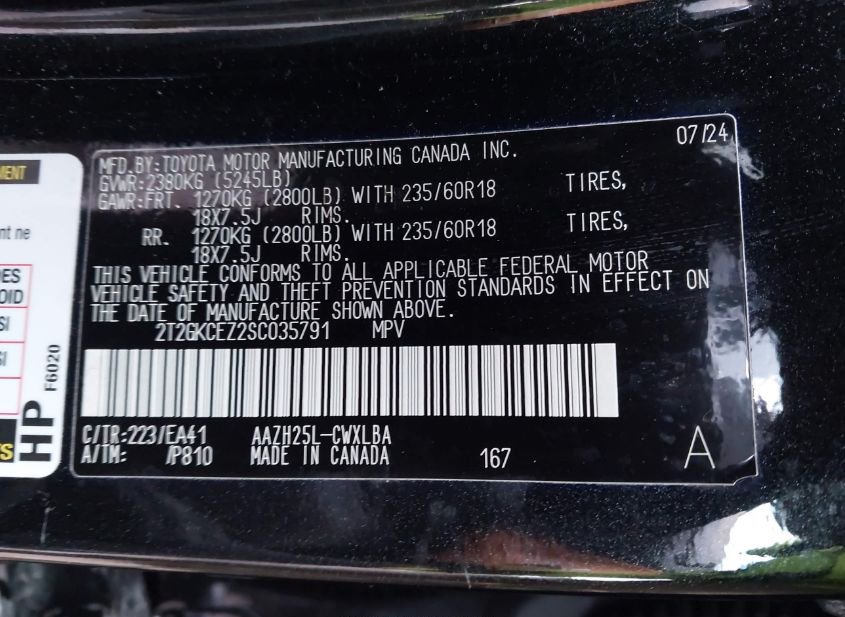 07/24
MFD.BY:TOYOTA MOTOR MANUFACTURING CANADA INC.
GVWR:2380KG (5245LB)
GAWR:FRT. 1270KG (2800LB) WITH 235/60R18 TIRES,
18X7.5J RIMS.
RR. 1270KG (2800LB) WITH 235/60R18 TIRES,
18X7.5J RIMS.
THIS VEHICLE CONFORMS TO ALL APPLICABLE FEDERAL MOTOR
VEHICLE SAFETY AND THEFT PREVENTION STANDARDS IN EFFECT ON
THE DATE OF MANUFACTURE SHOWN ABOVE.
2T2GKCEZ2SC035791 MPV
C/TR:223/EA41 AAZH25L-CWXLBA
A/TM: /P810 MADE IN CANADA 167 A
HP F6020